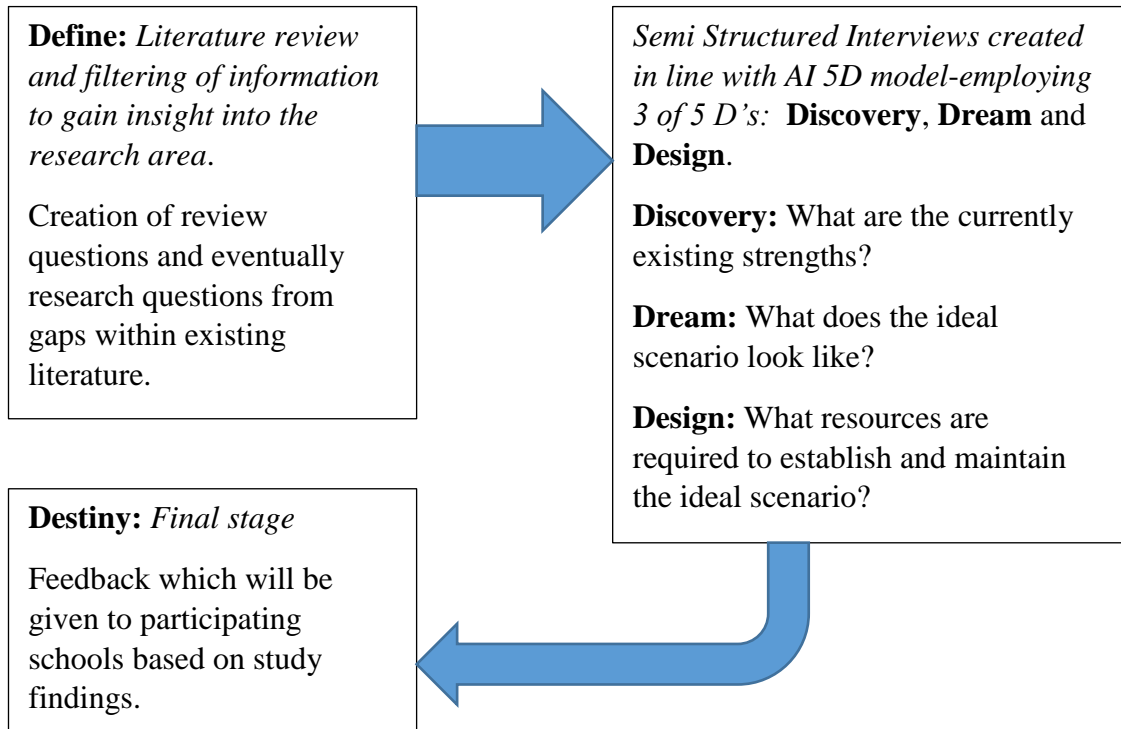 Define: Literature review
and filtering of information
to gain insight into the
research area.
Creation of review
questions and eventually
research questions from
gaps within existing
literature.
Semi Structured Interviews created
in line with AI 5D model-employing
3 of 5 D’s: Discovery, Dream and
Design.
Discovery: What are the currently
existing strengths?
Dream: What does the ideal
scenario look like?
Design: What resources are
required to establish and maintain
the ideal scenario?
Destiny: Final stage
Feedback which will be
given to participating
schools based on study
findings.